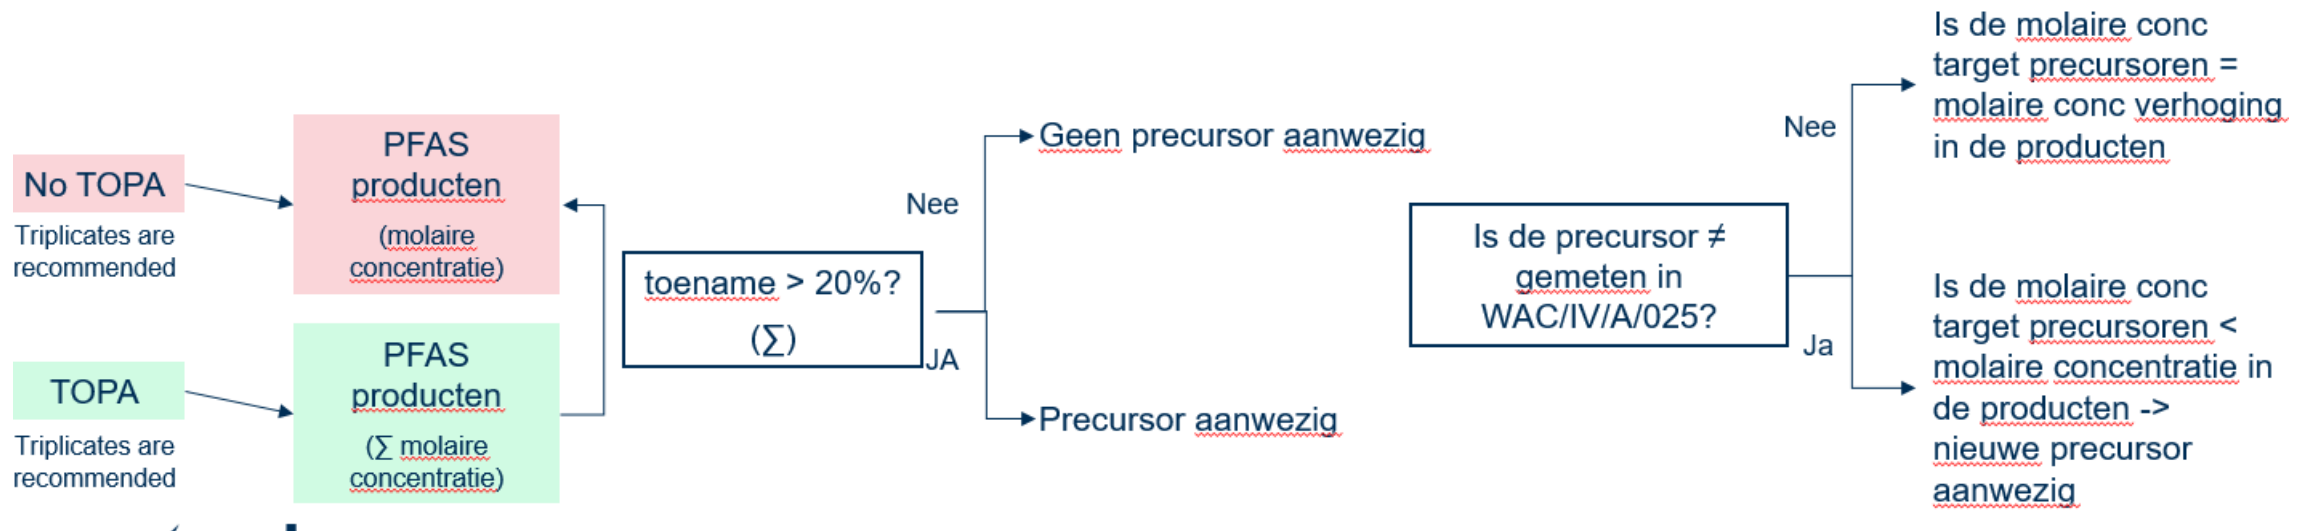 No TOPA
Triplicates are
recommended
PFAS
producten
(molaire
concentratie)
TOPA
Triplicates are
recommended
PFAS
producten
(∑ molaire
concentratie)
toename > 20%?
(∑)
Nee
JA
Geen precursor aanwezig
Precursor aanwezig
Is de precursor ≠
gemeten in
WAC/IV/A/025?
Nee
Ja
Is de molaire conc
target precursoren =
molaire conc verhoging
in de producten
Is de molaire conc
target precursoren <
molaire concentratie in
de producten ->
nieuwe precursor
aanwezig